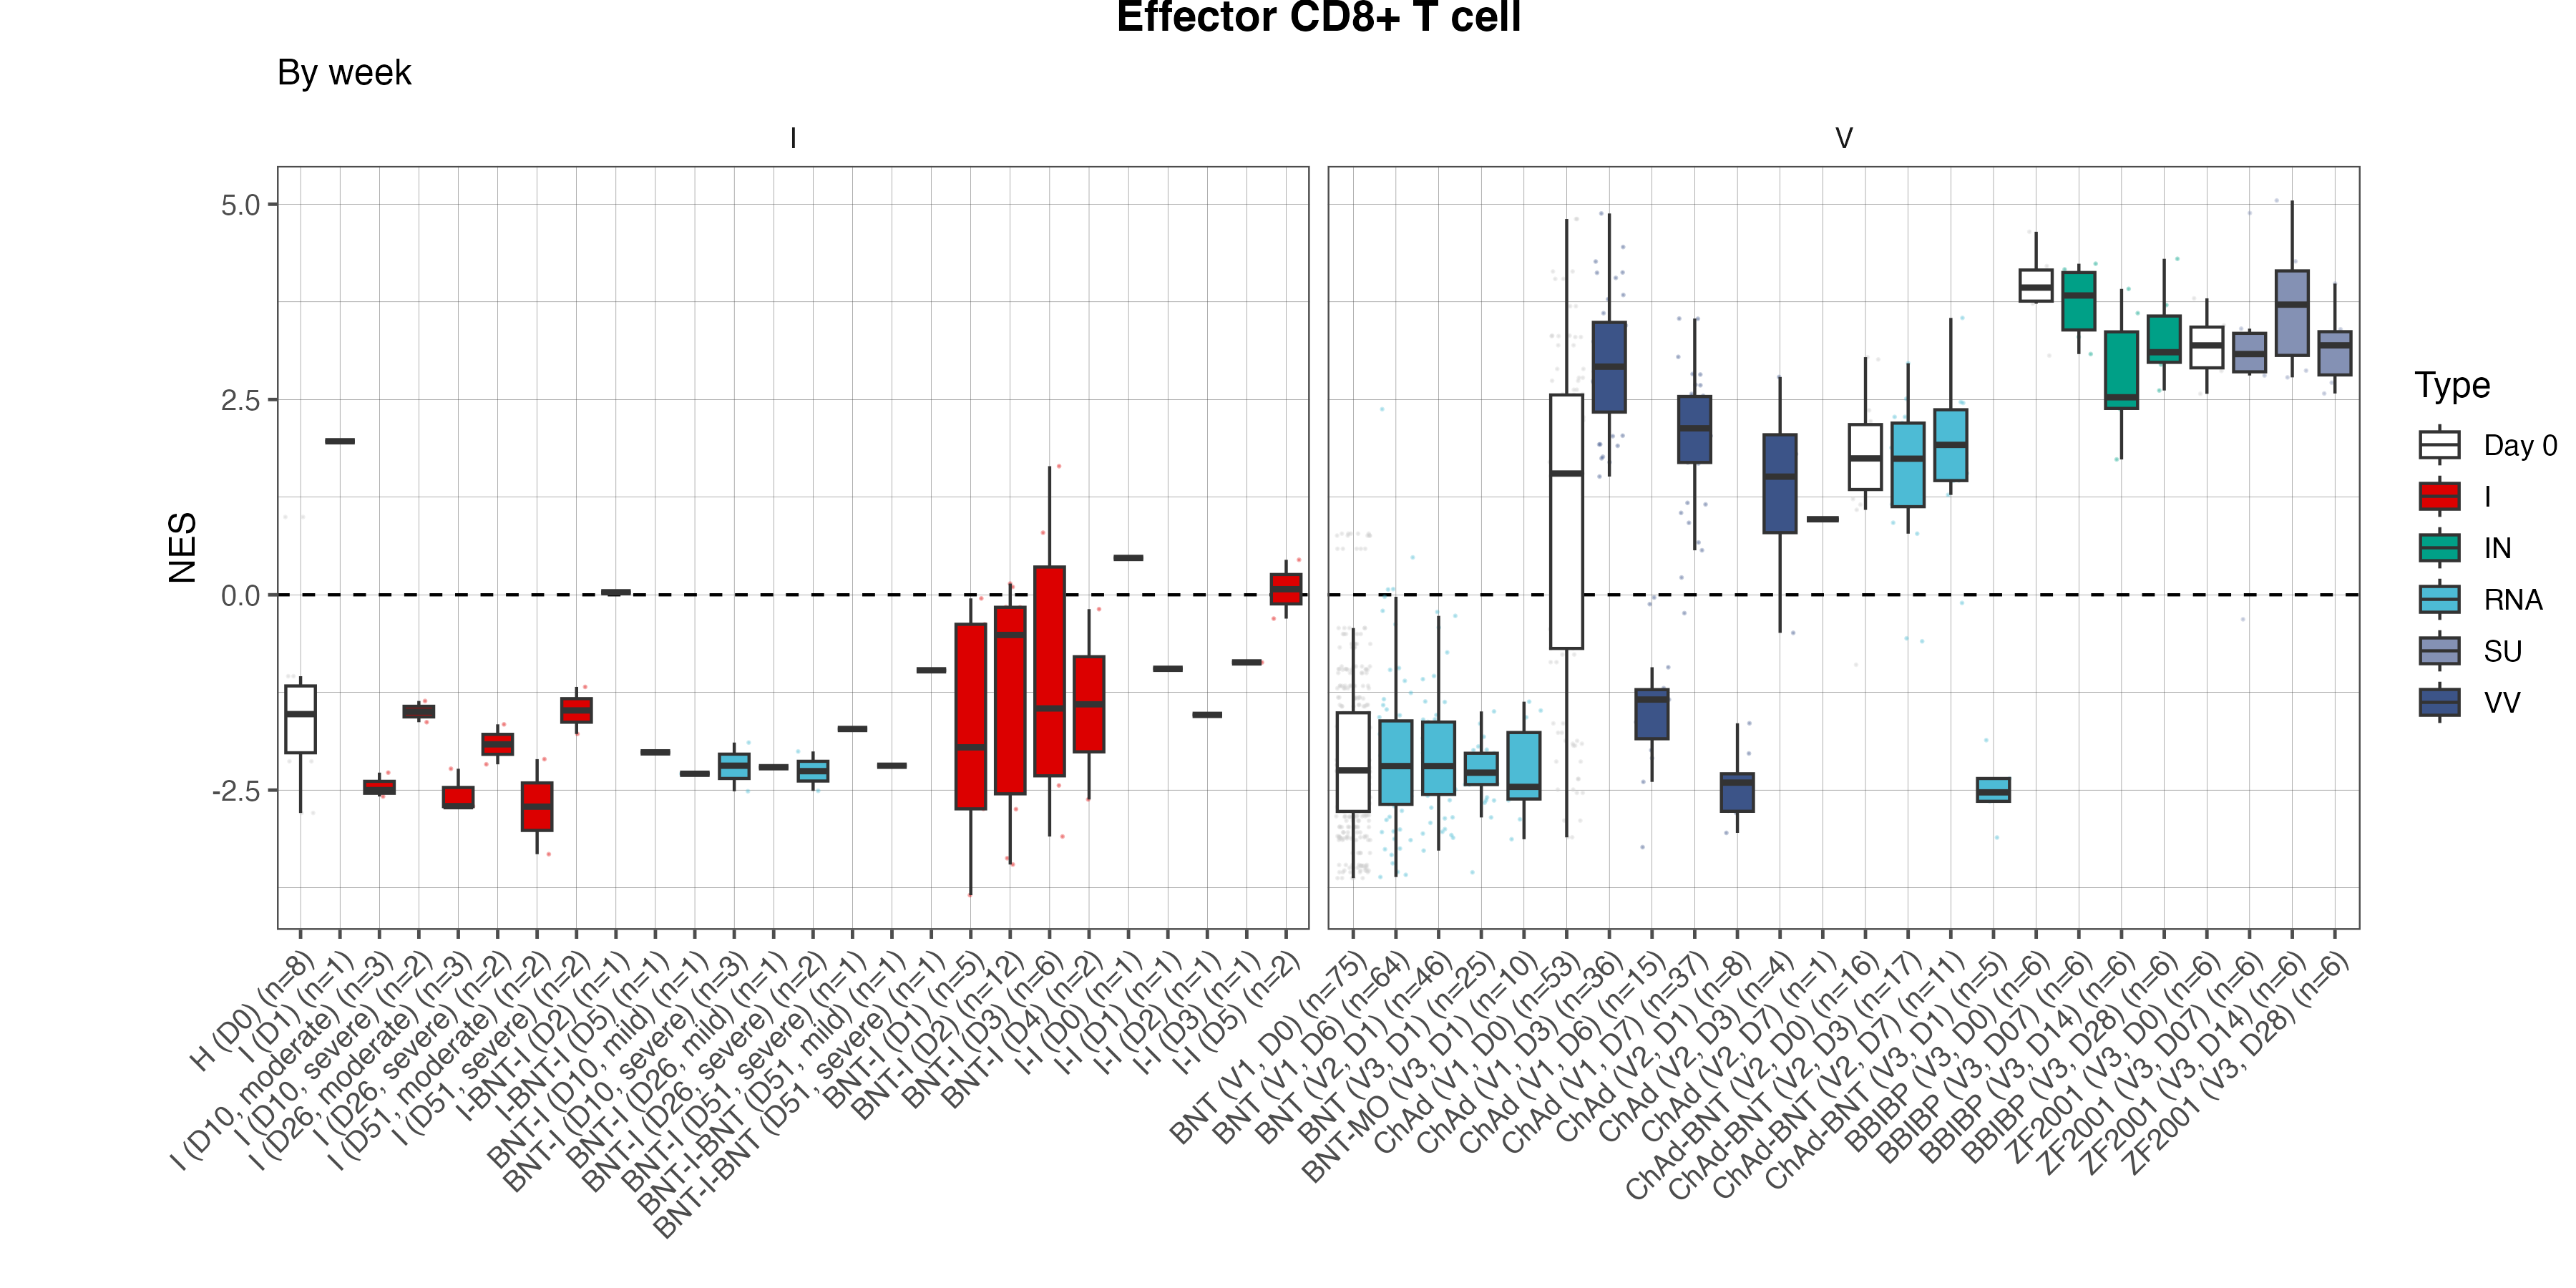 Effector CD8+ T cell
By week
I
V
NES
5.0
2.5
0.0
-2.5
H (D0) (n=8)
I (D1) (n=1)
I (D10, moderate) (n=3)
I (D10, severe) (n=2)
I (D26, moderate) (n=3)
I (D26, severe) (n=2)
I (D51, moderate) (n=2)
I (D51, severe) (n=2)
I-BNT-I (D2) (n=1)
I-BNT-I (D5) (n=1)
BNT-I (D10, mild) (n=1)
BNT-I (D10, severe) (n=3)
BNT-I (D26, mild) (n=1)
BNT-I (D26, severe) (n=2)
BNT-I (D51, severe) (n=1)
BNT-I-BNT (D51, mild) (n=1)
BNT-I-BNT (D51, severe) (n=1)
BNT-I (D1) (n=5)
BNT-I (D2) (n=12)
BNT-I (D3) (n=6)
BNT-I (D4) (n=2)
I-I (D0) (n=1)
I-I (D1) (n=1)
I-I (D2) (n=1)
I-I (D3) (n=1)
I-I (D5) (n=2)
BNT (V1, D0) (n=75)
BNT (V1, D6) (n=64)
BNT (V2, D1) (n=46)
BNT (V3, D1) (n=25)
BNT-MO (V3, D1) (n=10)
ChAd (V1, D0) (n=53)
ChAd (V1, D3) (n=36)
ChAd (V1, D6) (n=15)
ChAd (V1, D7) (n=37)
ChAd (V2, D1) (n=8)
ChAd (V2, D3) (n=4)
ChAd (V2, D7) (n=1)
ChAd-BNT (V2, D0) (n=16)
ChAd-BNT (V2, D3) (n=17)
ChAd-BNT (V2, D7) (n=11)
ChAd-BNT (V3, D1) (n=5)
BBIBP (V3, D0) (n=6)
BBIBP (V3, D07) (n=6)
BBIBP (V3, D14) (n=6)
BBIBP (V3, D28) (n=6)
ZF2001 (V3, D0) (n=6)
ZF2001 (V3, D07) (n=6)
ZF2001 (V3, D14) (n=6)
ZF2001 (V3, D28) (n=6)
Type
Day 0
I
IN
RNA
SU
VV